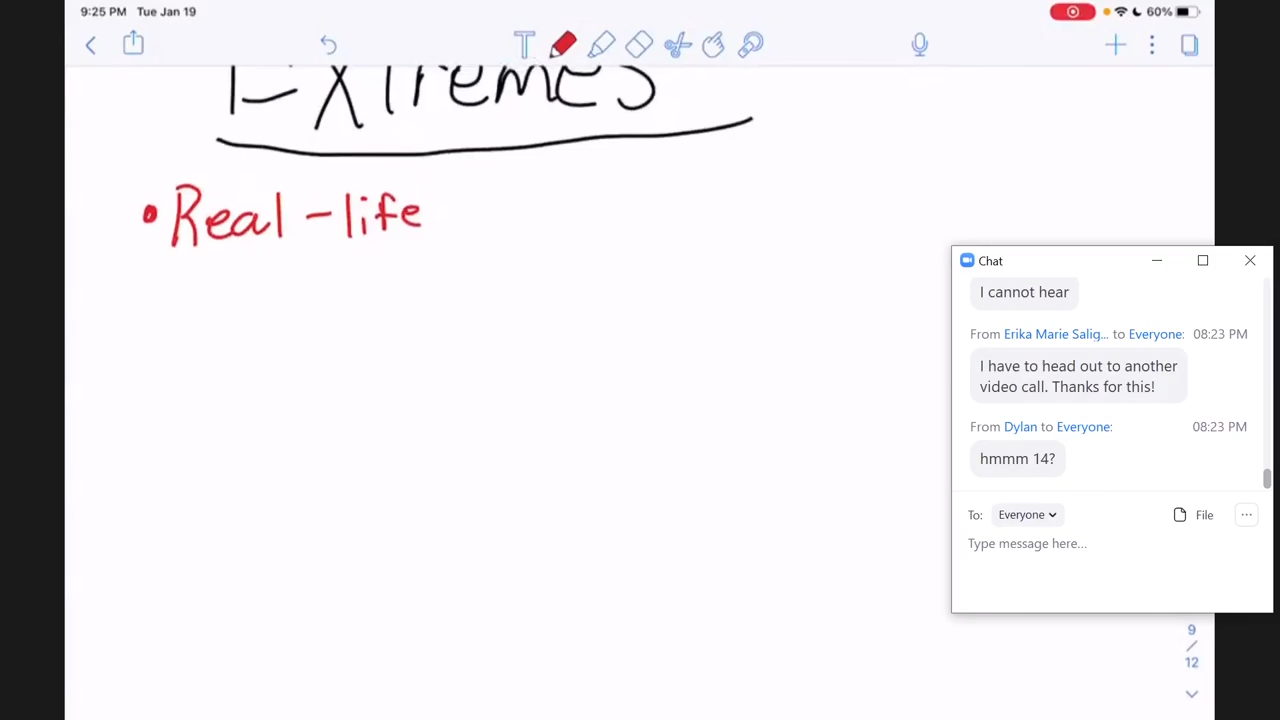 9:25 PM Tue Jan 19
60%
Extremes
• Real-life
Chat
I cannot hear
From Erika Marie Salig... to Everyone: 08:23 PM
I have to head out to another
video call. Thanks for this!
From Dylan to Everyone: 08:23 PM
hmmm 14?
To: Everyone File ...
Type message here...
9
/
12